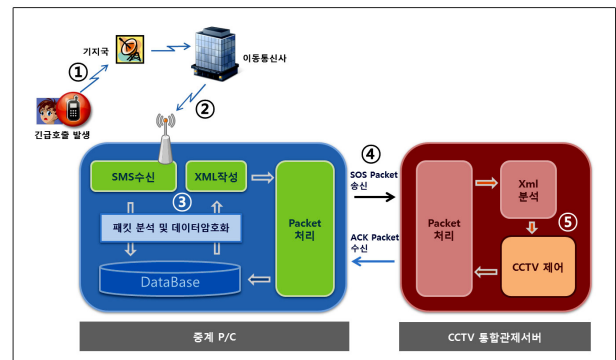 ①
기지국
이동통신사
긴급호출 발생
②
SMS수신
XML작성
③
패킷 분석 및 데이터암호화
DataBase
Packet
처리
④
SOS Packet
송신
ACK Packet
수신
Packet
처리
Xml
분석
⑤
CCTV 제어
중계 P/C
CCTV 통합관제서버